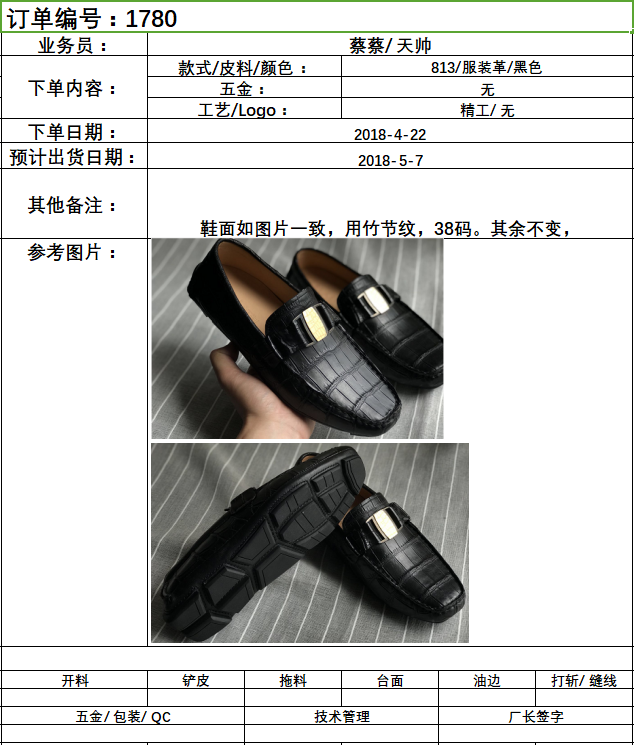 订单编号：1780
业务员： 蔡蔡/天帅
下单内容： 款式/皮料/颜色： 813/服装革/黑色
五金： 无
工艺/Logo： 精工/无
下单日期： 2018-4-22
预计出货日期： 2018-5-7
其他备注： 鞋面如图片一致，用竹节纹，38码。其余不变，
参考图片：
开料 铲皮 拖料 台面 油边 打斩/缝线
五金/包装/QC 技术管理 厂长签字